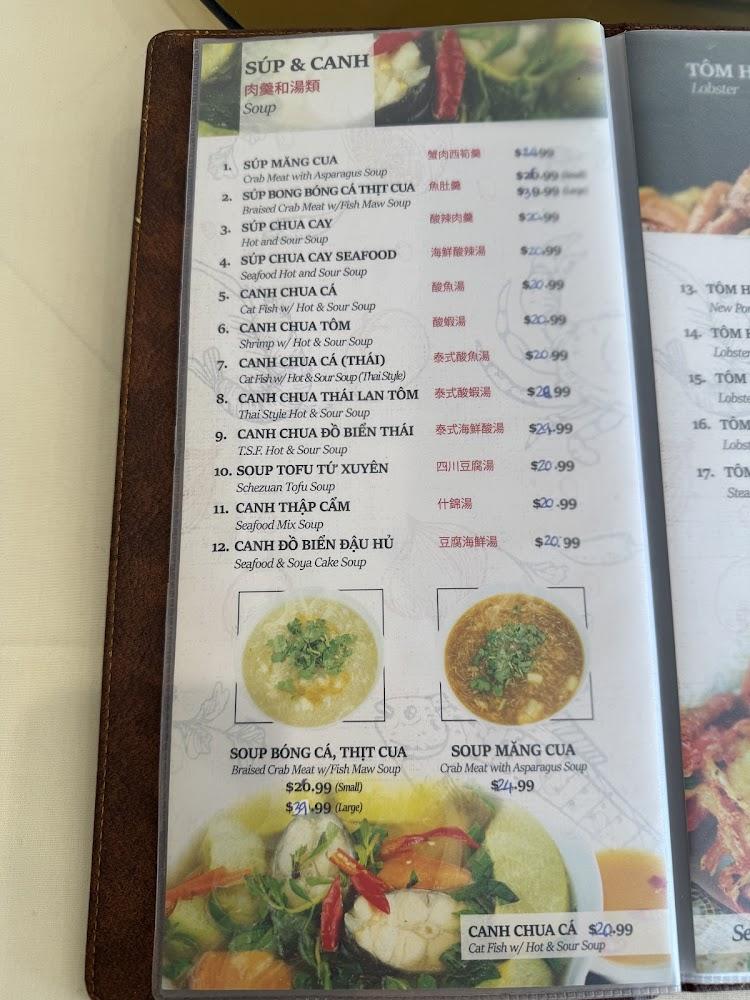 SÚP & CANH
肉羹和湯類
Soup
1. SÚP MĂNG CUA 蟹肉西筍羹 $24.99
Crab Meat with Asparagus Soup $26.99 (Small)
2. SÚP BONG BÓNG CÁ THỊT CUA 魚肚羹 $39.99 (Large)
Braised Crab Meat w/Fish Maw Soup
3. SÚP CHUA CAY 酸辣肉羹 $20.99
Hot and Sour Soup
4. SÚP CHUA CAY SEAFOOD 海鮮酸辣湯 $20.99
Seafood Hot and Sour Soup
5. CANH CHUA CÁ 酸魚湯 $20.99
Cat Fish w/ Hot & Sour Soup
6. CANH CHUA TÔM 酸蝦湯 $20.99
Shrimp w/ Hot & Sour Soup
7. CANH CHUA CÁ (THÁI) 泰式酸魚湯 $20.99
Cat Fish w/ Hot & Sour Soup (Thai Style)
8. CANH CHUA THÁI LAN TÔM 泰式酸蝦湯 .99
Thai Style Hot & Sour Soup
9. CANH CHUA ĐỒ BIỂN THÁI 泰式海鮮酸湯 .99
T.S.F. Hot & Sour Soup
10. SOUP TOFU TỨ XUYÊN 四川豆腐湯 $20.99
Schezuan Tofu Soup
11. CANH THẬP CẨM 什錦湯 $20.99
Seafood Mix Soup
12. CANH ĐỒ BIỂN ĐẬU HỦ 豆腐海鮮湯 $20.99
Seafood & Soya Cake Soup
SOUP BÓNG CÁ, THỊT CUA
Braised Crab Meat w/Fish Maw Soup
$26.99 (Small)
$39.99 (Large)
SOUP MĂNG CUA
Crab Meat with Asparagus Soup
$24.99
CANH CHUA CÁ $20.99
Cat Fish w/ Hot & Sour Soup
TÔM H
Lobster
13. TÔM H
New Por
14. TÔM
Lobster
15. TÔM
Lobste
16. TÔM
Lobst
17. TÔM
Stea
Se